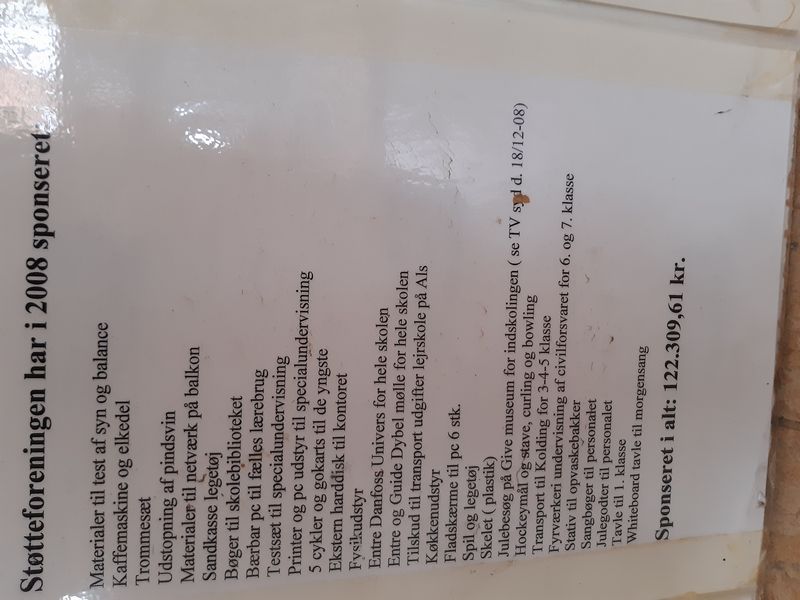 Støtteforeningen har i 2008 sponseret:
Materialer til test af syn og balance
Kaffemaskine og elkedel
Trommesæt
Udstopning af pindsvin
Materialer til netværk på balkon
Sandkasse legetøj
Bøger til skolebiblioteket
Bærbar pc til fælles lærebrug
Testsæt til specialundervisning
Printer og pc udstyr til specialundervisning
5 cykler og gokarts til de yngste
Ekstern harddisk til kontoret
Fysikudstyr
Entre Danfoss Univers for hele skolen
Entre og Guide Dybel mølle for hele skolen
Tilskud til transport udgifter lejrskole på Als
Køkkenudstyr
Fladskærme til pc 6 stk.
Spil og legetøj
Skelet ( plastik)
Julebesøg på Give museum for indskolingen ( se TV syd d. 18/12-08)
Hockeymål og stave, curling og bowling
Transport til Kolding for 3-4-5 klasse
Fyrværkeri undervisning af civilforsvaret for 6. og 7. klasse
Stativ til opvaskebakker
Sangbøger til personalet
Julegodter til personalet
Tavle til 1. klasse
Whiteboard tavle til morgensang
Sponseret i alt: 122.309,61 kr.